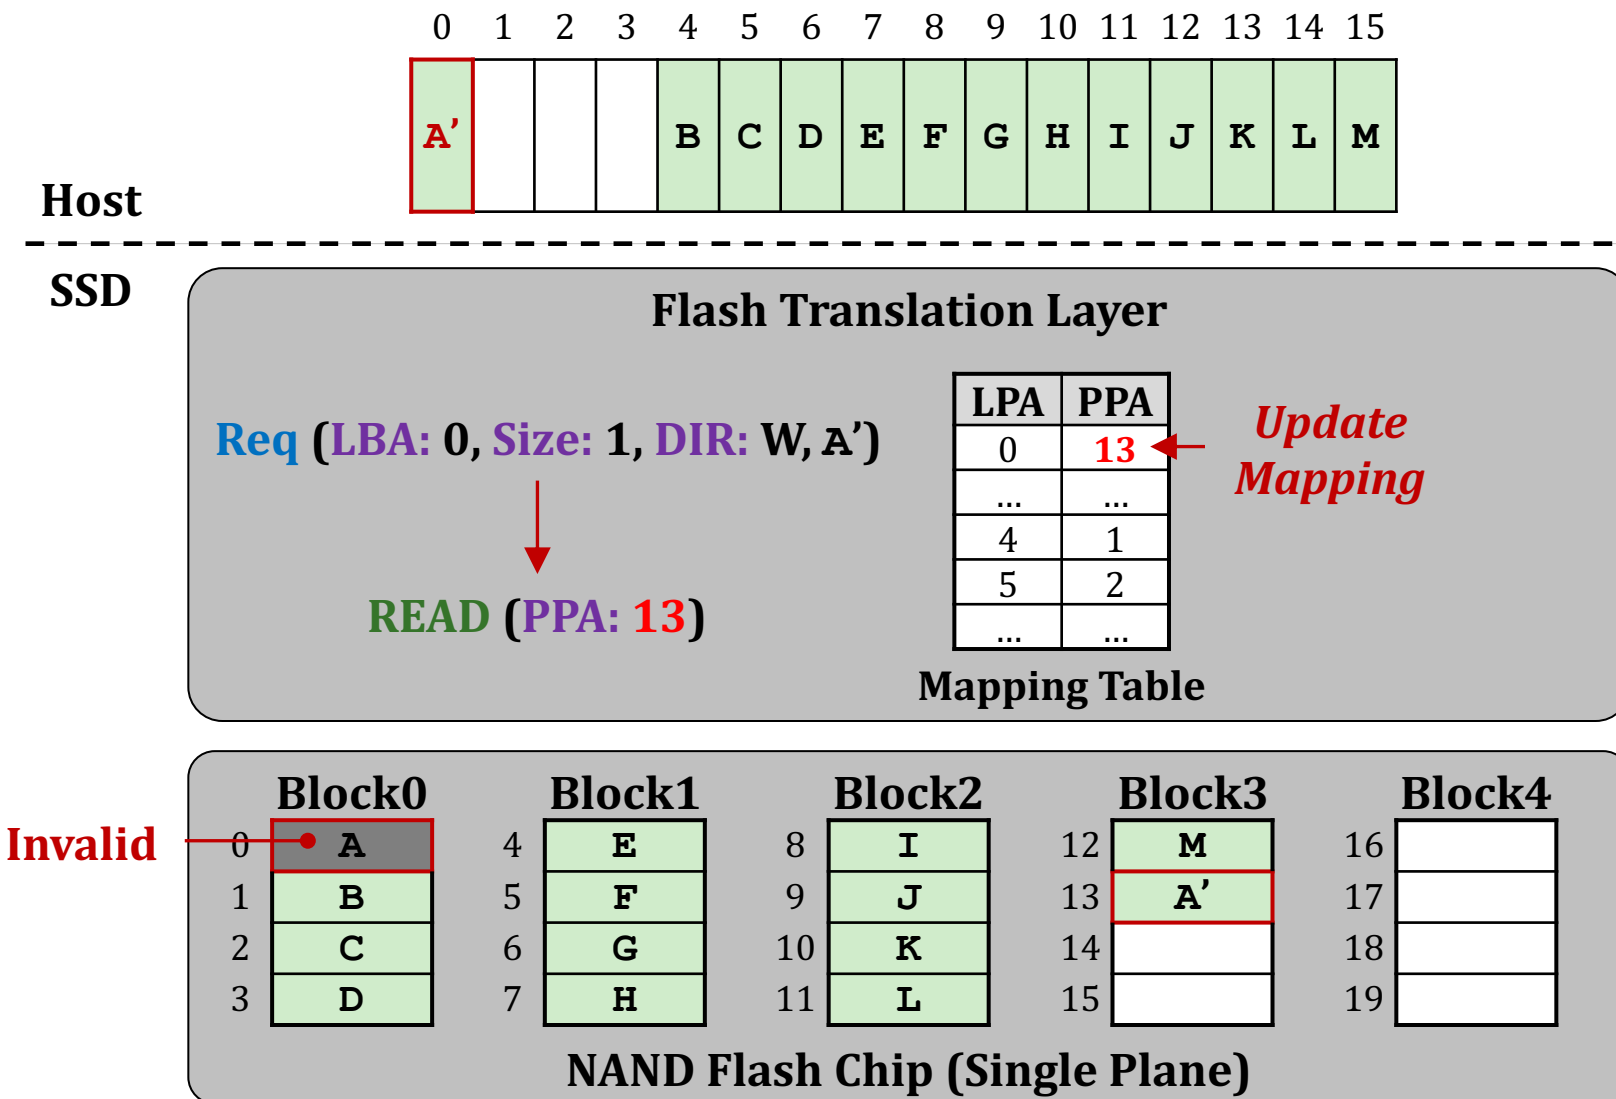 0 1 2 3 4 5 6 7 8 9 10 11 12 13 14 15
A’ B C D E F G H I J K L M
Host
SSD
Flash Translation Layer
Req (LBA: 0, Size: 1, DIR: W, A’)
READ (PPA: 13)
LPA PPA
0 13
... ...
4 1
5 2
... ...
Mapping Table
Update
Mapping
Invalid
Block0 Block1 Block2 Block3 Block4
0 A 4 E 8 I 12 M 16
1 B 5 F 9 J 13 A’ 17
2 C 6 G 10 K 14 18
3 D 7 H 11 L 15 19
NAND Flash Chip (Single Plane)